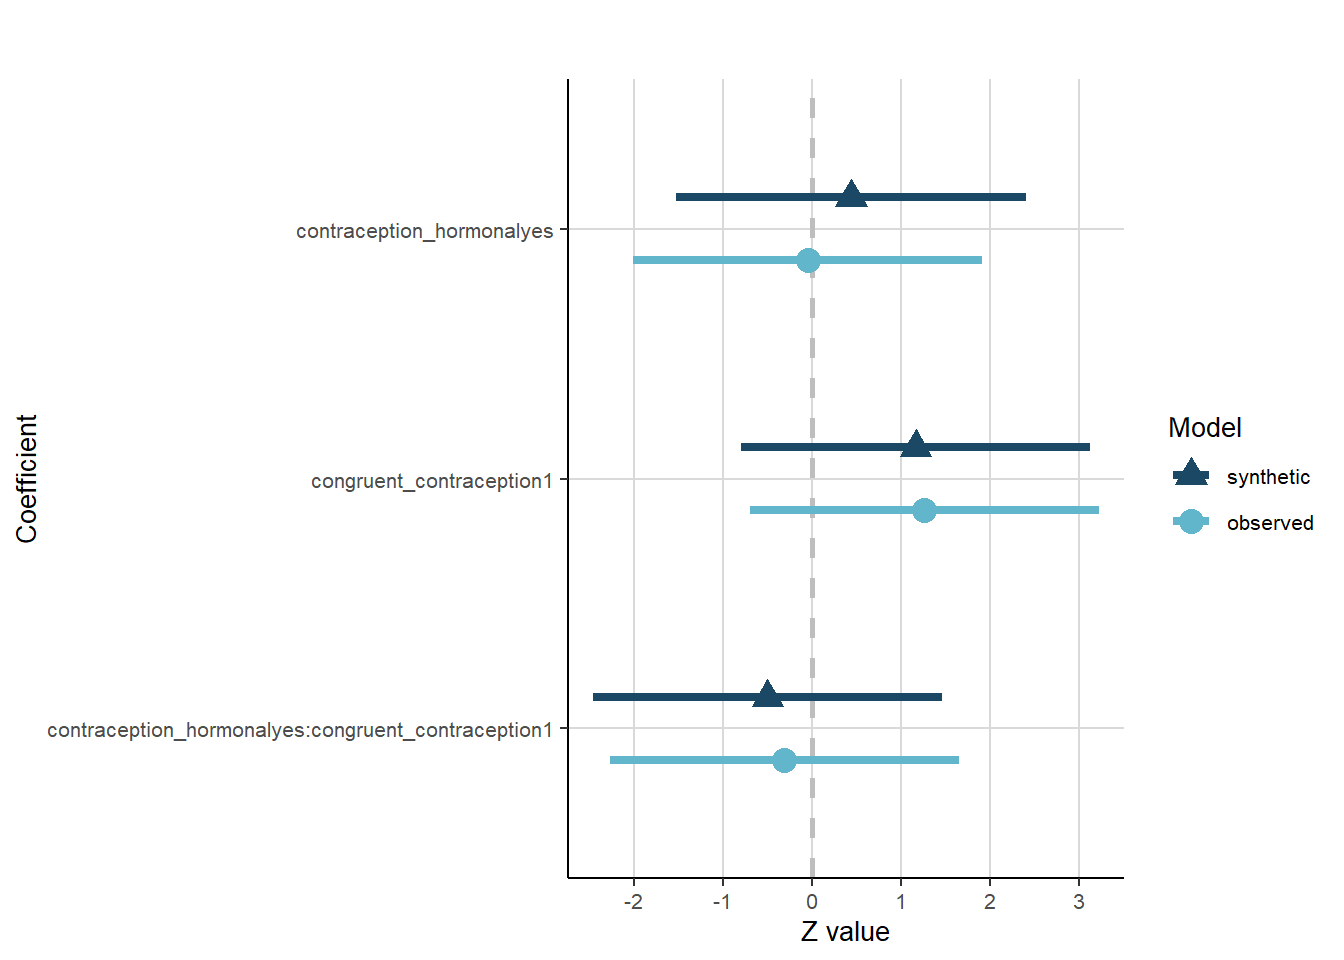 Coefficient
contraception_hormonalyes
congruent_contraception1
contraception_hormonalyes:congruent_contraception1
-2 -1 0 1 2 3
Z value
Model
synthetic
observed